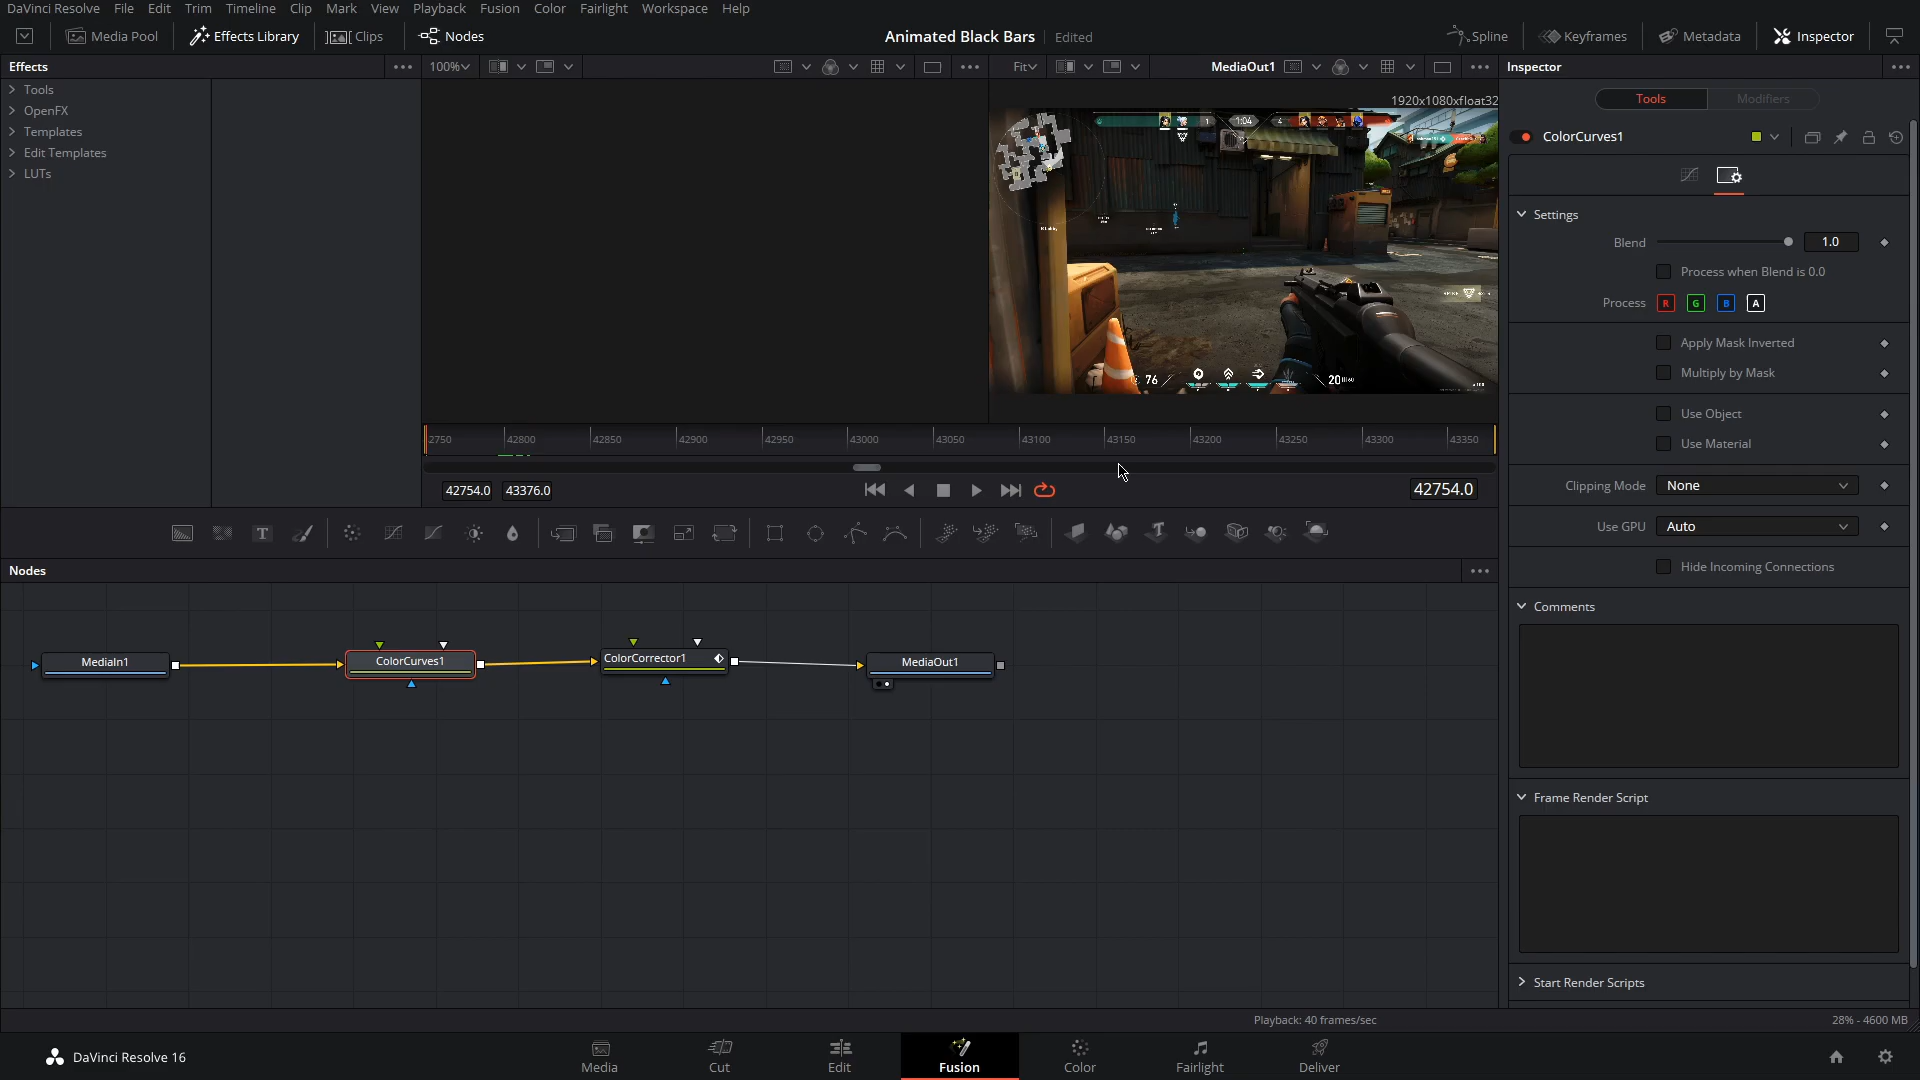 DaVinci Resolve File Edit Trim Timeline Clip Mark View Playback Fusion Color Fairlight Workspace Help
Media Pool Effects Library Clips Nodes Animated Black Bars Edited Spline Keyframes Metadata Inspector
Effects 100% Fit MediaOut1 Inspector
Tools
OpenFX
Templates
Edit Templates
LUTs
1920x1080xfloat32
1 1:04 4
76 20
2750 42800 42850 42900 42950 43000 43050 43100 43150 43200 43250 43300 43350
42754.0 43376.0 42754.0
T
Nodes
MediaIn1 ColorCurves1 ColorCorrector1 MediaOut1
Tools Modifiers
ColorCurves1
Settings
Blend 1.0
Process when Blend is 0.0
Process R G B A
Apply Mask Inverted
Multiply by Mask
Use Object
Use Material
Clipping Mode None
Use GPU Auto
Hide Incoming Connections
Comments
Frame Render Script
Start Render Scripts
Playback: 40 frames/sec 28% - 4600 MB
DaVinci Resolve 16 Media Cut Edit Fusion Color Fairlight Deliver